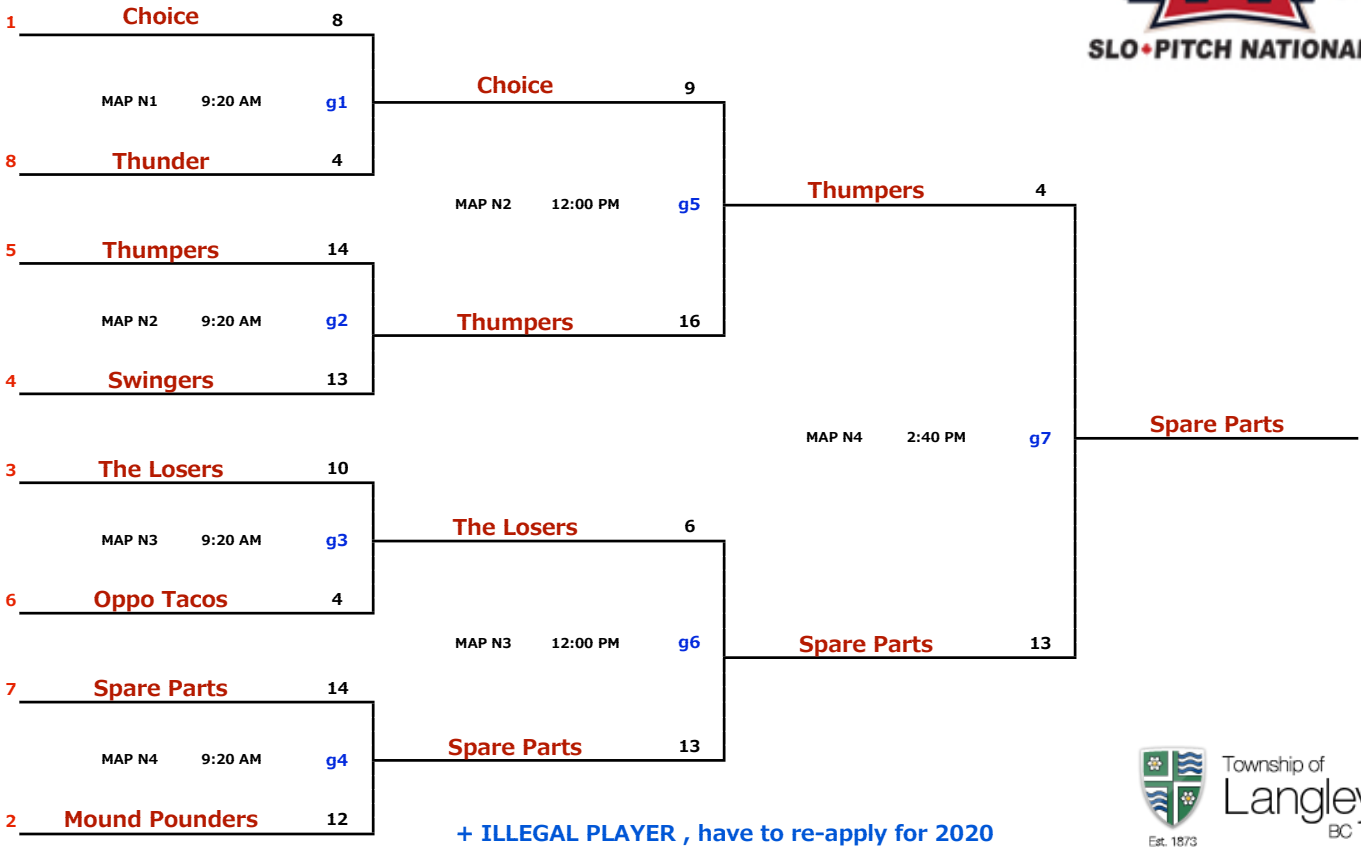 1 Choice 8
SLO PITCH NATIONAL
Choice 9
MAP N1 9:20 AM g1
8 Thunder 4
Thumpers 4
MAP N2 12:00 PM g5
5 Thumpers 14
MAP N2 9:20 AM g2
Thumpers 16
4 Swingers 13
Spare Parts
MAP N4 2:40 PM g7
3 The Losers 10
The Losers 6
MAP N3 9:20 AM g3
6 Oppo Tacos 4
MAP N3 12:00 PM g6
Spare Parts 13
7 Spare Parts 14
Spare Parts 13
MAP N4 9:20 AM g4
Township of
Langley
BC
Est. 1873
2 Mound Pounders 12
+ ILLEGAL PLAYER , have to re-apply for 2020